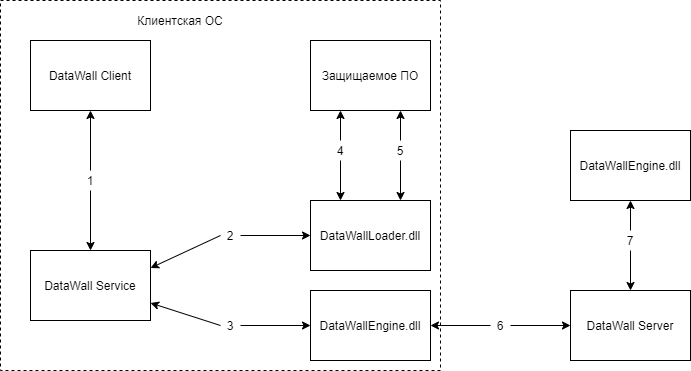 Клиентская ОС
DataWall Client
Защищаемое ПО
4
5
1
DataWallEngine.dll
2
DataWallLoader.dll
7
DataWall Service
3
DataWallEngine.dll
6
DataWall Server